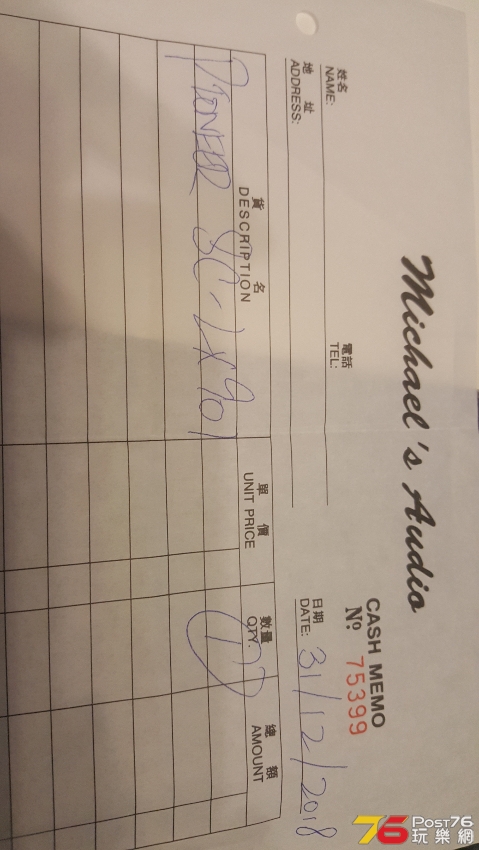 Michael's Audio
CASH MEMO
Nº 75399
姓名 NAME:
電話 TEL:
地址 ADDRESS:
日期 DATE: 31/12/2018
貨名 DESCRIPTION
單價 UNIT PRICE
數量 QTY.
總額 AMOUNT
PIONEER SC-LX901
1
76 POST76
玩樂網